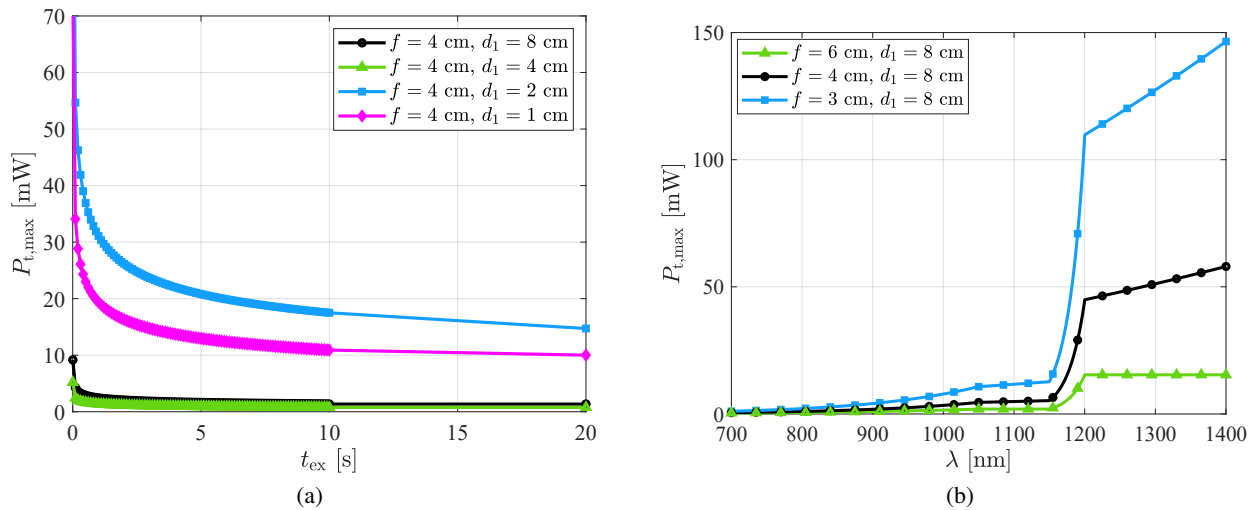 70
60
50
40
30
20
10
0
P_t,max [mW]
f = 4 cm, d_1 = 8 cm
f = 4 cm, d_1 = 4 cm
f = 4 cm, d_1 = 2 cm
f = 4 cm, d_1 = 1 cm
0 5 10 15 20
t_ex [s]
(a)
150
100
50
0
P_t,max [mW]
f = 6 cm, d_1 = 8 cm
f = 4 cm, d_1 = 8 cm
f = 3 cm, d_1 = 8 cm
700 800 900 1000 1100 1200 1300 1400
λ [nm]
(b)